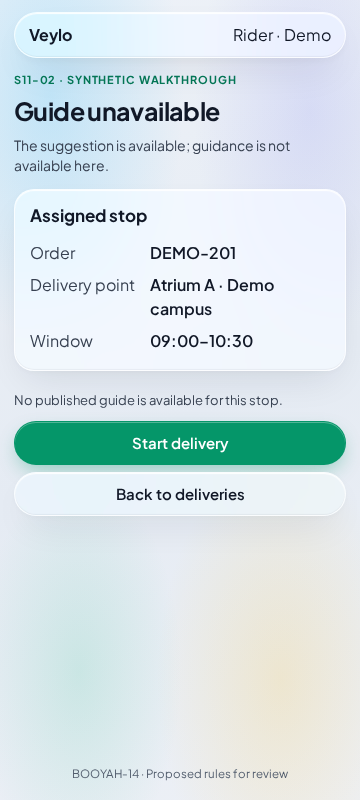 Veylo
Rider · Demo
S11-02 · SYNTHETIC WALKTHROUGH
Guide unavailable
The suggestion is available; guidance is not
available here.
Assigned stop
Order DEMO-201
Delivery point Atrium A · Demo
campus
Window 09:00–10:30
No published guide is available for this stop.
Start delivery
Back to deliveries
BOOYAH-14 · Proposed rules for review